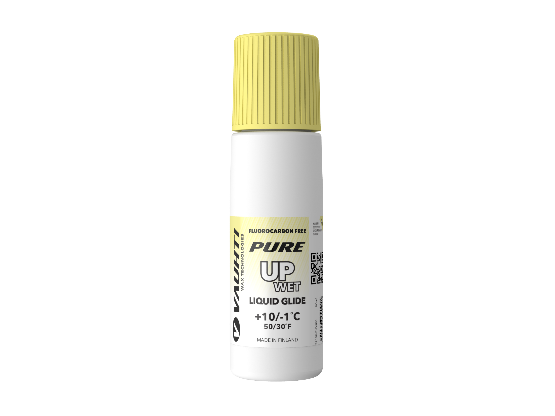 FLUOROCARBON FREE
PURE
UP
WET
LIQUID GLIDE
+10/-1°C
50/30°F
MADE IN FINLAND
VAUHTI
WAX TECHNOLOGIES